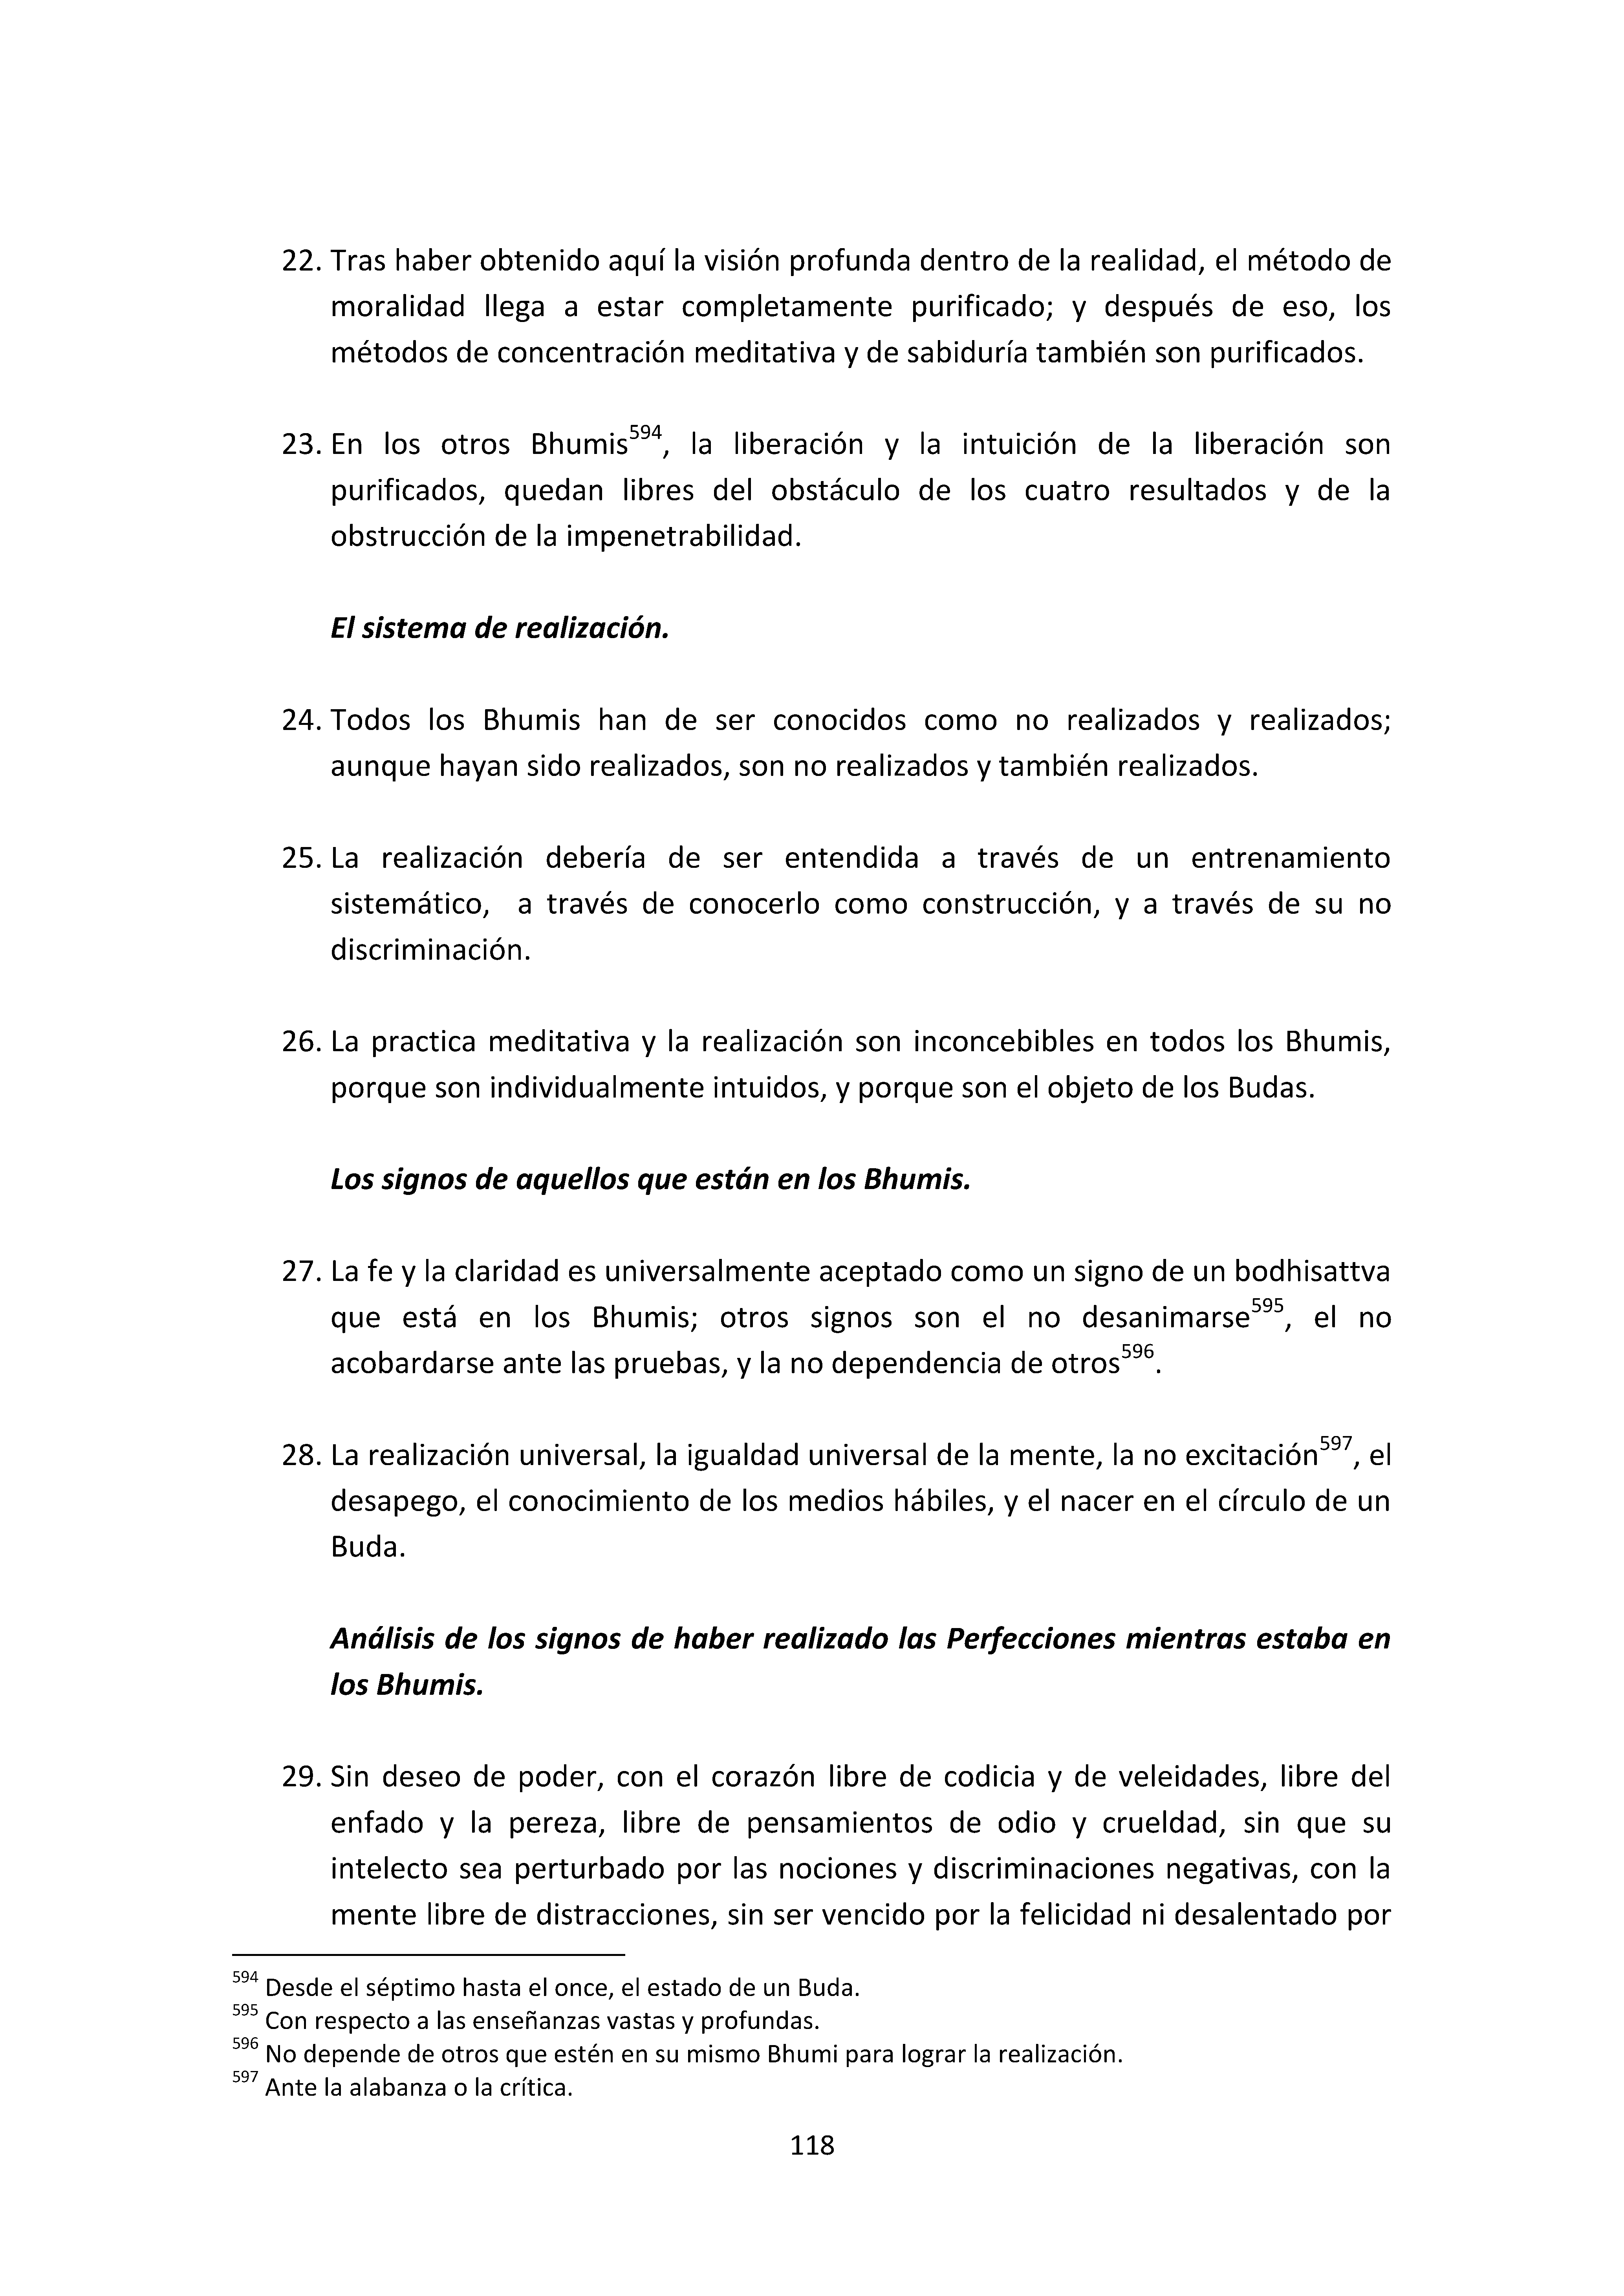 22. Tras haber obtenido aquí la visión profunda dentro de la realidad, el método de
moralidad llega a estar completamente purificado; y después de eso, los
métodos de concentración meditativa y de sabiduría también son purificados.
23. En los otros Bhumis594, la liberación y la intuición de la liberación son
purificados, quedan libres del obstáculo de los cuatro resultados y de la
obstrucción de la impenetrabilidad.
El sistema de realización.
24. Todos los Bhumis han de ser conocidos como no realizados y realizados;
aunque hayan sido realizados, son no realizados y también realizados.
25. La realización debería de ser entendida a través de un entrenamiento
sistemático, a través de conocerlo como construcción, y a través de su no
discriminación.
26. La practica meditativa y la realización son inconcebibles en todos los Bhumis,
porque son individualmente intuidos, y porque son el objeto de los Budas.
Los signos de aquellos que están en los Bhumis.
27. La fe y la claridad es universalmente aceptado como un signo de un bodhisattva
que está en los Bhumis; otros signos son el no desanimarse595, el no
acobardarse ante las pruebas, y la no dependencia de otros596.
28. La realización universal, la igualdad universal de la mente, la no excitación597, el
desapego, el conocimiento de los medios hábiles, y el nacer en el círculo de un
Buda.
Análisis de los signos de haber realizado las Perfecciones mientras estaba en
los Bhumis.
29. Sin deseo de poder, con el corazón libre de codicia y de veleidades, libre del
enfado y la pereza, libre de pensamientos de odio y crueldad, sin que su
intelecto sea perturbado por las nociones y discriminaciones negativas, con la
mente libre de distracciones, sin ser vencido por la felicidad ni desalentado por
594 Desde el séptimo hasta el once, el estado de un Buda.
595 Con respecto a las enseñanzas vastas y profundas.
596 No depende de otros que estén en su mismo Bhumi para lograr la realización.
597 Ante la alabanza o la crítica.
118